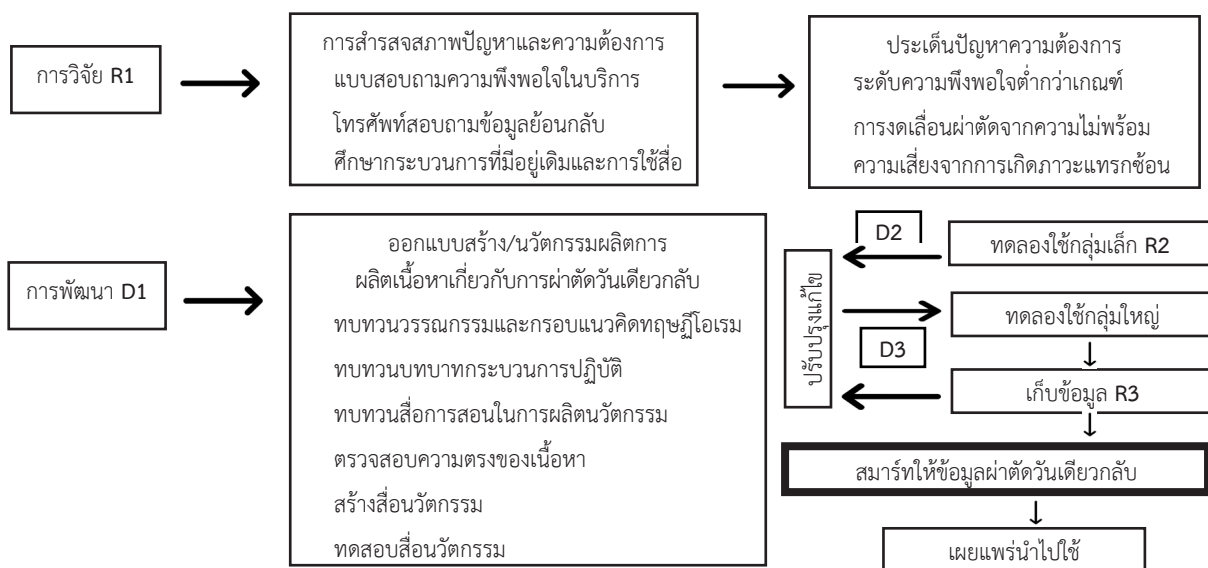 การวิจัย R1
การสำรสจสภาพปัญหาและความต้องการ
แบบสอบถามความพึงพอใจในบริการ
โทรศัพท์สอบถามข้อมูลย้อนกลับ
ศึกษากระบวนการที่มีอยู่เดิมและการใช้สื่อ
ประเด็นปัญหาความต้องการ
ระดับความพึงพอใจต่ำกว่าเกณฑ์
การงดเลื่อนผ่าตัดจากความไม่พร้อม
ความเสี่ยงจากการเกิดภาวะแทรกซ้อน
การพัฒนา D1
ออกแบบสร้าง/นวัตกรรมผลิตการ
ผลิตเนื้อหาเกี่ยวกับการผ่าตัดวันเดียวกลับ
ทบทวนวรรณกรรมและกรอบแนวคิดทฤษฎีโอเรม
ทบทวนบทบาทกระบวนการปฏิบัติ
ทบทวนสื่อการสอนในการผลิตนวัตกรรม
ตรวจสอบความตรงของเนื้อหา
สร้างสื่อนวัตกรรม
ทดสอบสื่อนวัตกรรม
ปรับปรุงแก้ไข
D2
ทดลองใช้กลุ่มเล็ก R2
ทดลองใช้กลุ่มใหญ่
D3
เก็บข้อมูล R3
สมาร์ทให้ข้อมูลผ่าตัดวันเดียวกลับ
เผยแพร่นำไปใช้